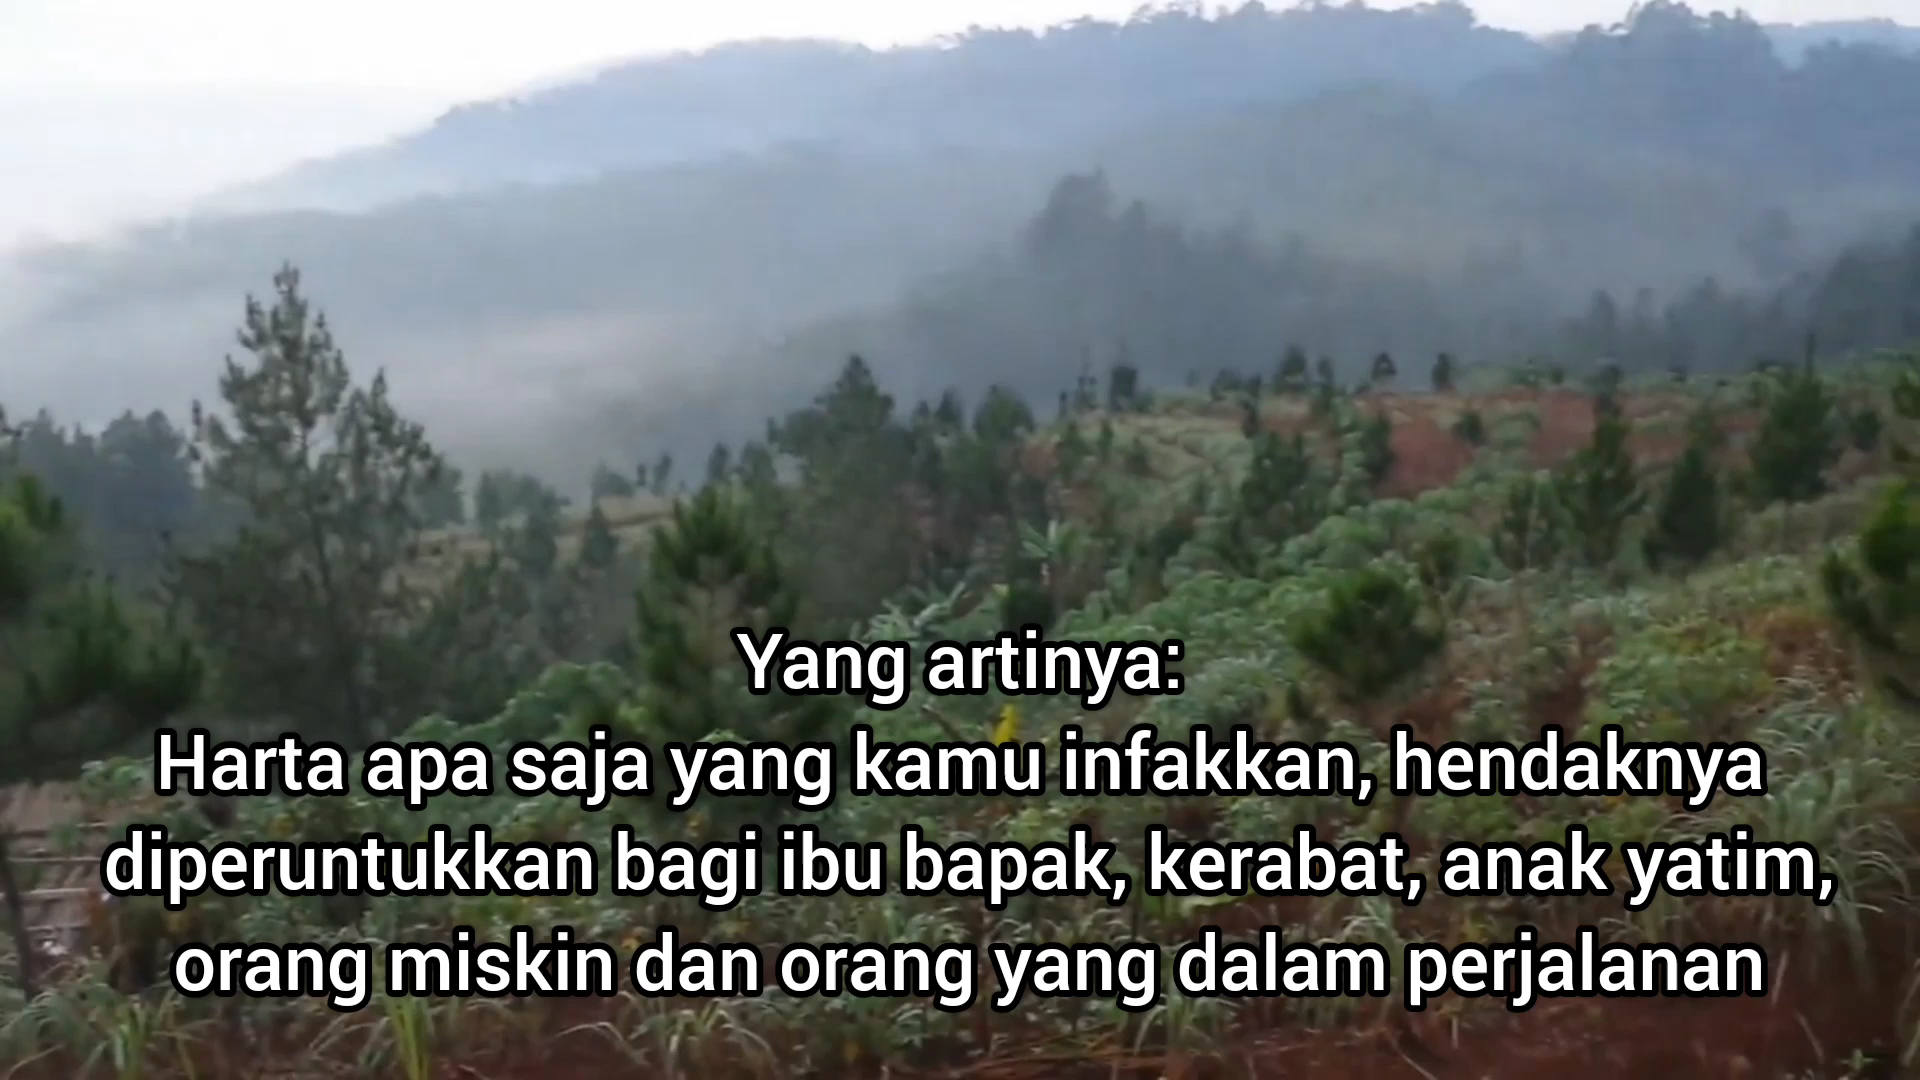 Yang artinya:
Harta apa saja yang kamu infakkan, hendaknya
diperuntukkan bagi ibu bapak, kerabat, anak yatim,
orang miskin dan orang yang dalam perjalanan